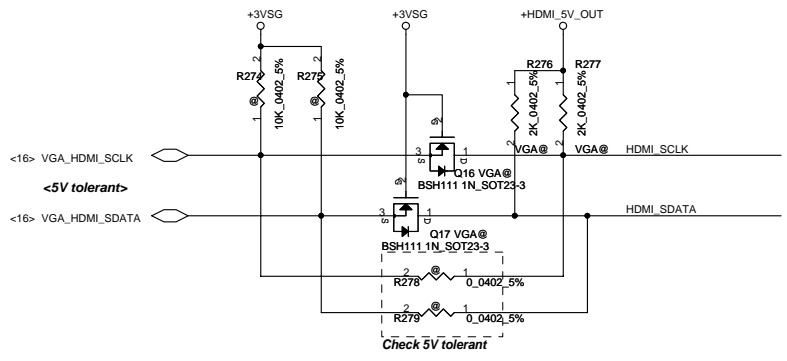 +3VSG
+3VSG
+HDMI_5V_OUT
2
2
R274
R275
@
@
10K_0402_5%
10K_0402_5%
1
1
R276
R277
1
1
2K_0402_5%
2K_0402_5%
2
2
VGA@
VGA@
<16> VGA_HDMI_SCLK
3
S
2
G
1
D
HDMI_SCLK
Q16 VGA@
BSH111 1N_SOT23-3
<5V tolerant>
<16> VGA_HDMI_SDATA
3
S
2
G
1
D
HDMI_SDATA
Q17 VGA@
BSH111 1N_SOT23-3
2
@
1
R278
0_0402_5%
2
@
1
R279
0_0402_5%
Check 5V tolerant